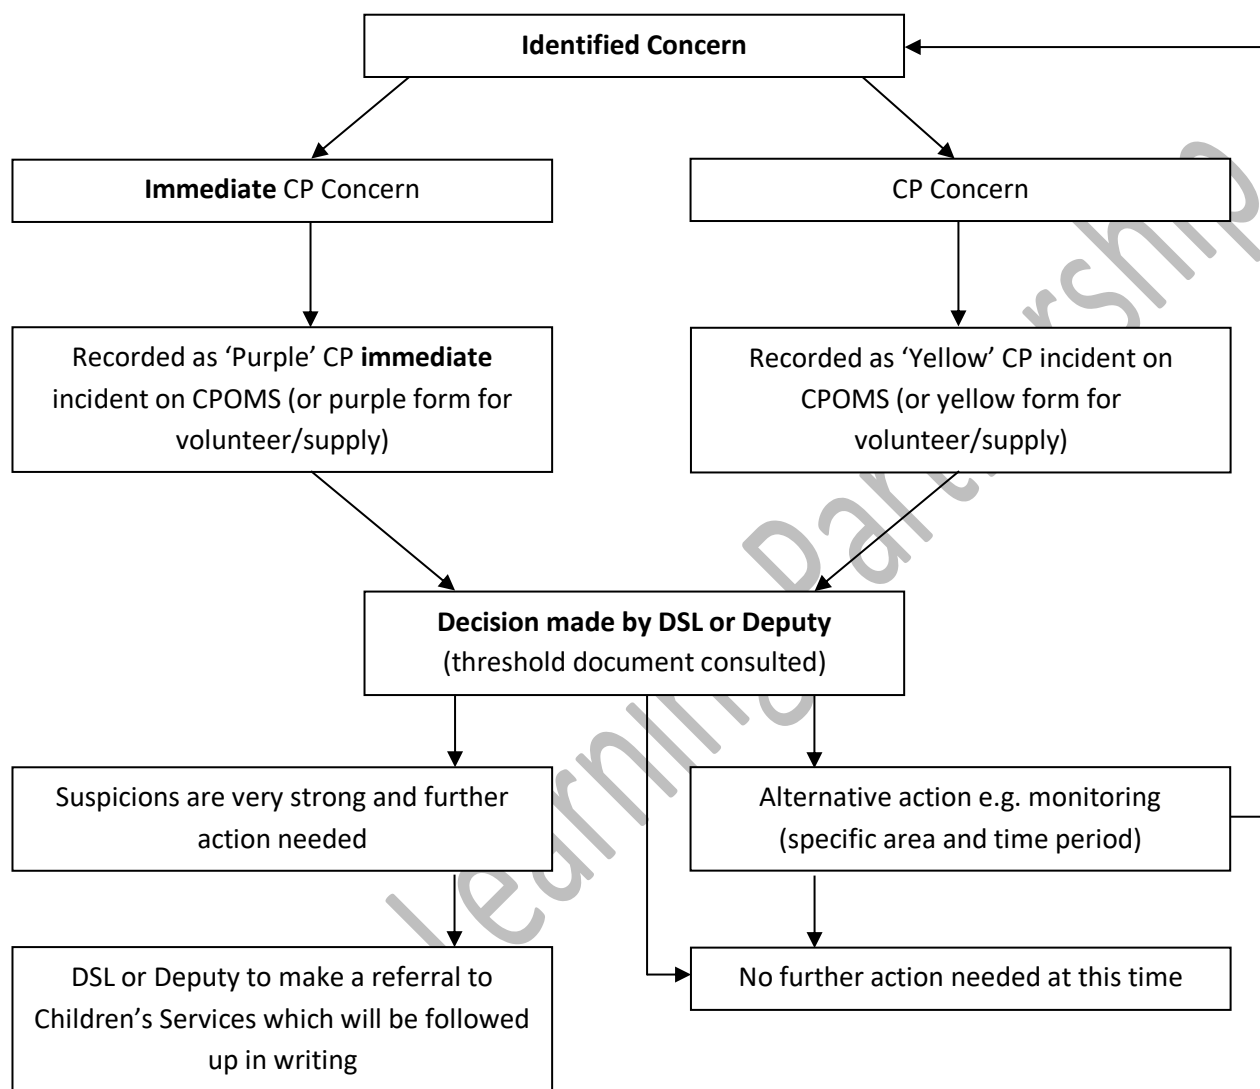 Identified Concern
Immediate CP Concern
CP Concern
Recorded as ‘Purple’ CP immediate
incident on CPOMS (or purple form for
volunteer/supply)
Recorded as ‘Yellow’ CP incident on
CPOMS (or yellow form for
volunteer/supply)
Decision made by DSL or Deputy
(threshold document consulted)
Suspicions are very strong and further
action needed
Alternative action e.g. monitoring
(specific area and time period)
DSL or Deputy to make a referral to
Children’s Services which will be followed
up in writing
No further action needed at this time
Learning Partnership